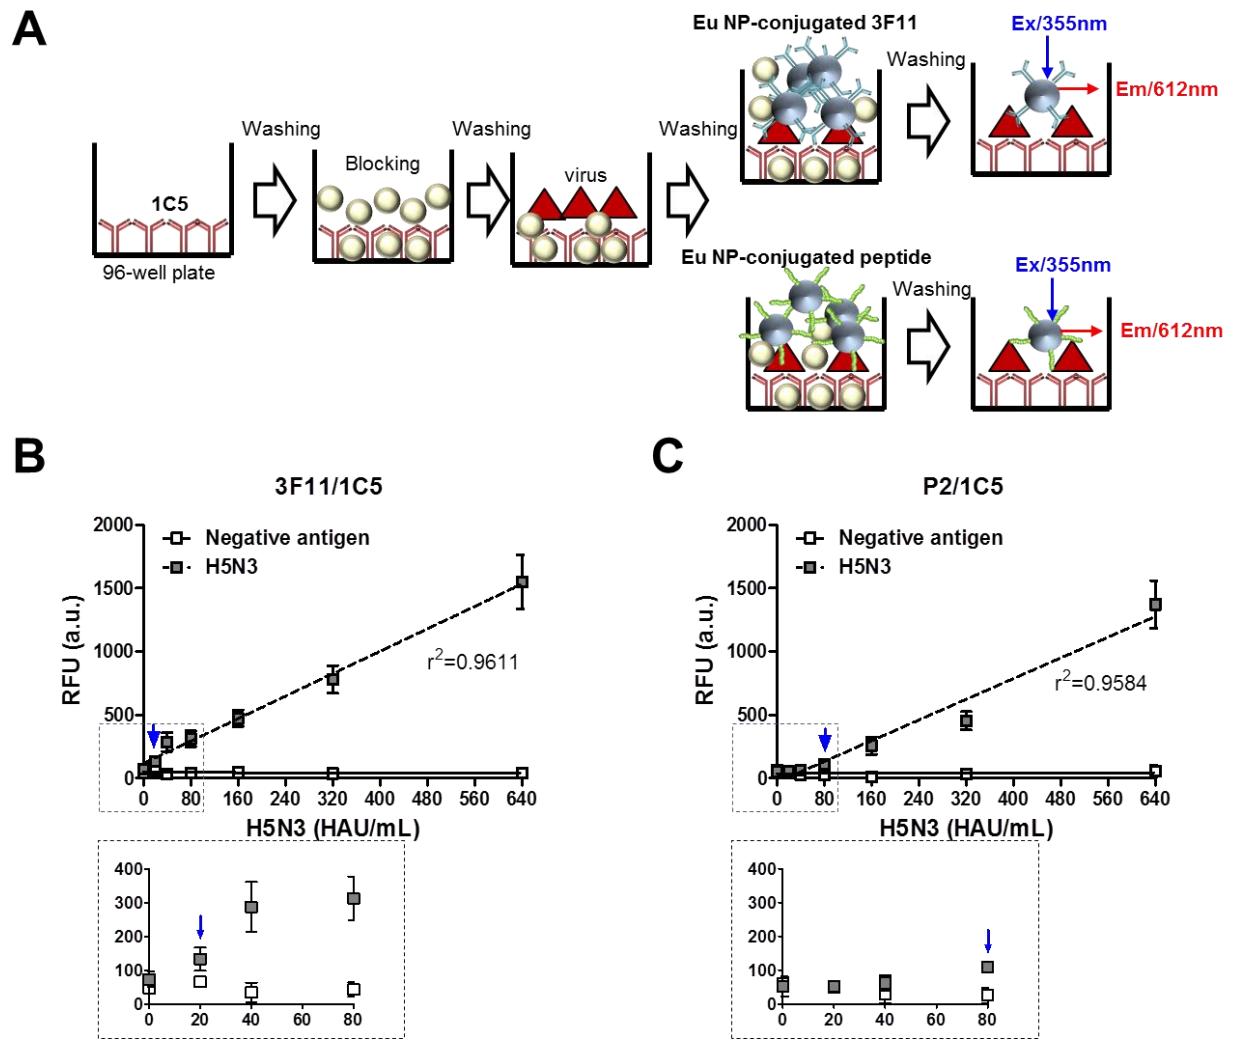 A
Eu NP-conjugated 3F11
Ex/355nm
Washing
Em/612nm
Washing
Washing
Washing
Blocking
virus
1C5
96-well plate
Eu NP-conjugated peptide
Ex/355nm
Washing
Em/612nm
B
3F11/1C5
2000
1500
1000
500
0
RFU (a.u.)
Negative antigen
H5N3
r²=0.9611
0 80 160 240 320 400 480 560 640
H5N3 (HAU/mL)
400
300
200
100
0
0 20 40 60 80
C
P2/1C5
2000
1500
1000
500
0
RFU (a.u.)
Negative antigen
H5N3
r²=0.9584
0 80 160 240 320 400 480 560 640
H5N3 (HAU/mL)
400
300
200
100
0
0 20 40 60 80